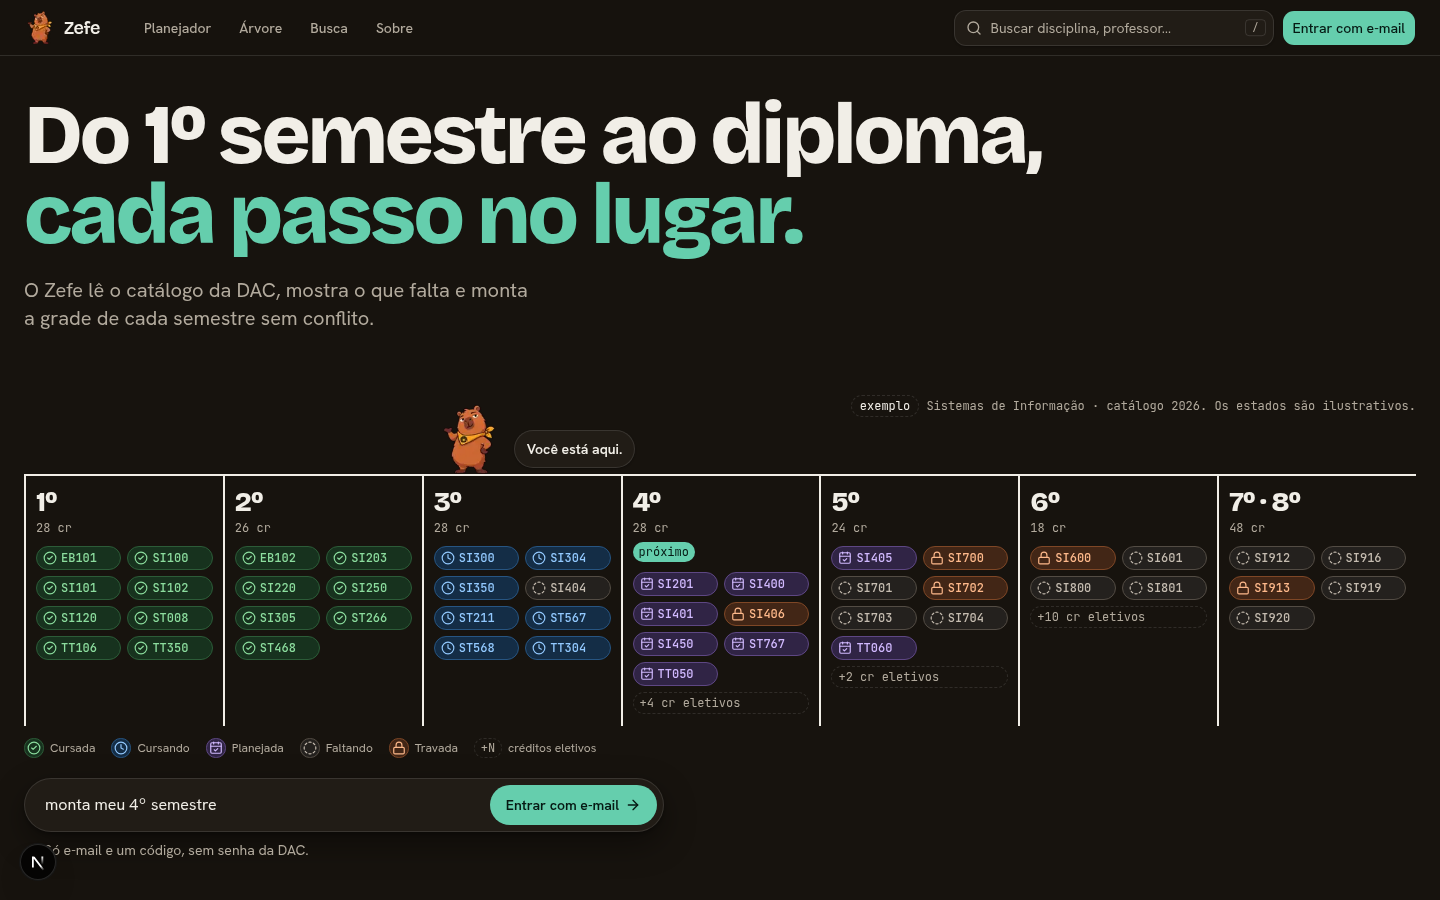 Zefe
Planejador
Árvore
Busca
Sobre
Buscar disciplina, professor...
/
Entrar com e-mail
Do 1º semestre ao diploma,
cada passo no lugar.
O Zefe lê o catálogo da DAC, mostra o que falta e monta
a grade de cada semestre sem conflito.
exemplo Sistemas de Informação · catálogo 2026. Os estados são ilustrativos.
Você está aqui.
1º
28 cr
EB101 SI100
SI101 SI102
SI120 ST008
TT106 TT350
2º
26 cr
EB102 SI203
SI220 SI250
SI305 ST266
ST468
3º
28 cr
SI300 SI304
SI350 SI404
ST211 ST567
ST568 TT304
4º
28 cr
próximo
SI201 SI400
SI401 SI406
SI450 ST767
TT050
+4 cr eletivos
5º
24 cr
SI405 SI700
SI701 SI702
SI703 SI704
TT060
+2 cr eletivos
6º
18 cr
SI600 SI601
SI800 SI801
+10 cr eletivos
7º · 8º
48 cr
SI912 SI916
SI913 SI919
SI920
Cursada Cursando Planejada Faltando Travada +N créditos eletivos
monta meu 4º semestre
Entrar com e-mail →
e-mail e um código, sem senha da DAC.
N